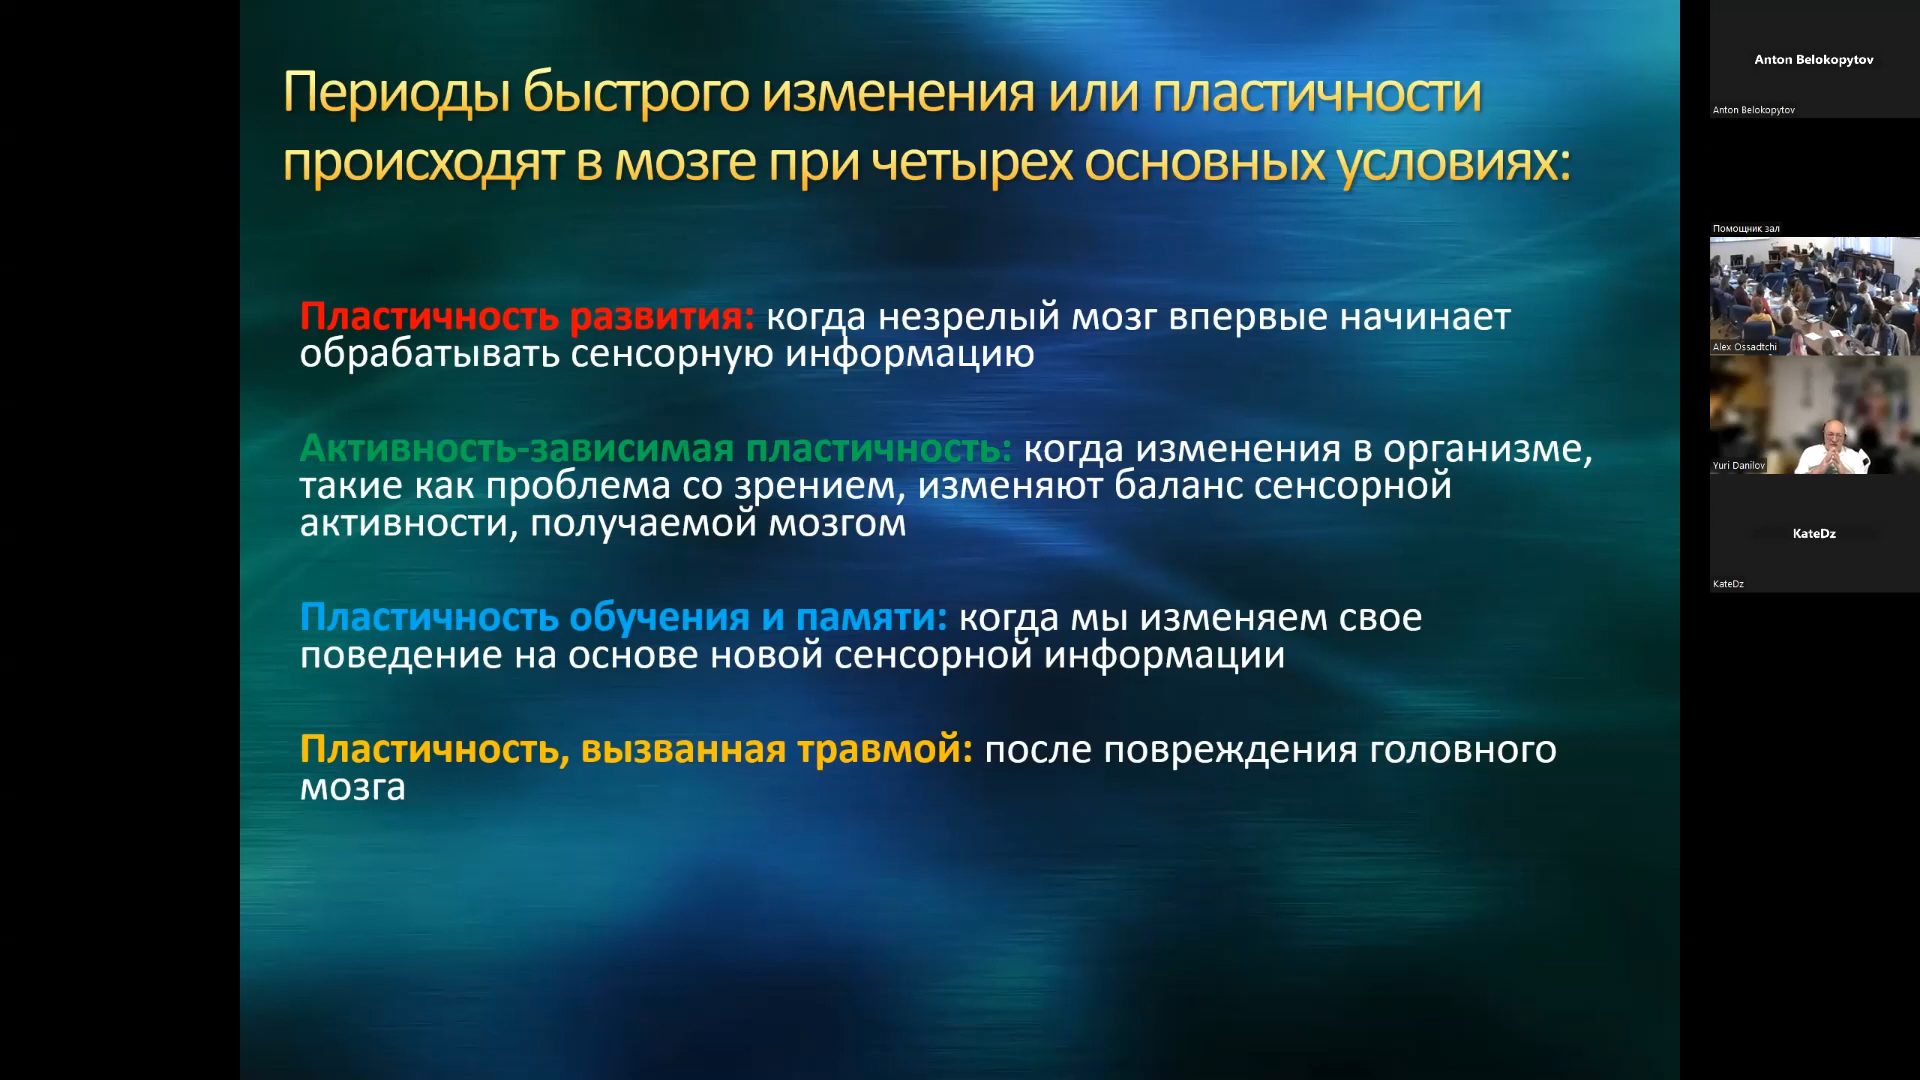 Периоды быстрого изменения или пластичности
происходят в мозге при четырех основных условиях:
Пластичность развития: когда незрелый мозг впервые начинает
обрабатывать сенсорную информацию
Активность-зависимая пластичность: когда изменения в организме,
такие как проблема со зрением, изменяют баланс сенсорной
активности, получаемой мозгом
Пластичность обучения и памяти: когда мы изменяем свое
поведение на основе новой сенсорной информации
Пластичность, вызванная травмой: после повреждения головного
мозга
Anton Belokopytov
Anton Belokopytov
Помощник зал
Alex Ossadtchi
Yuri Danilov
KateDz
KateDz